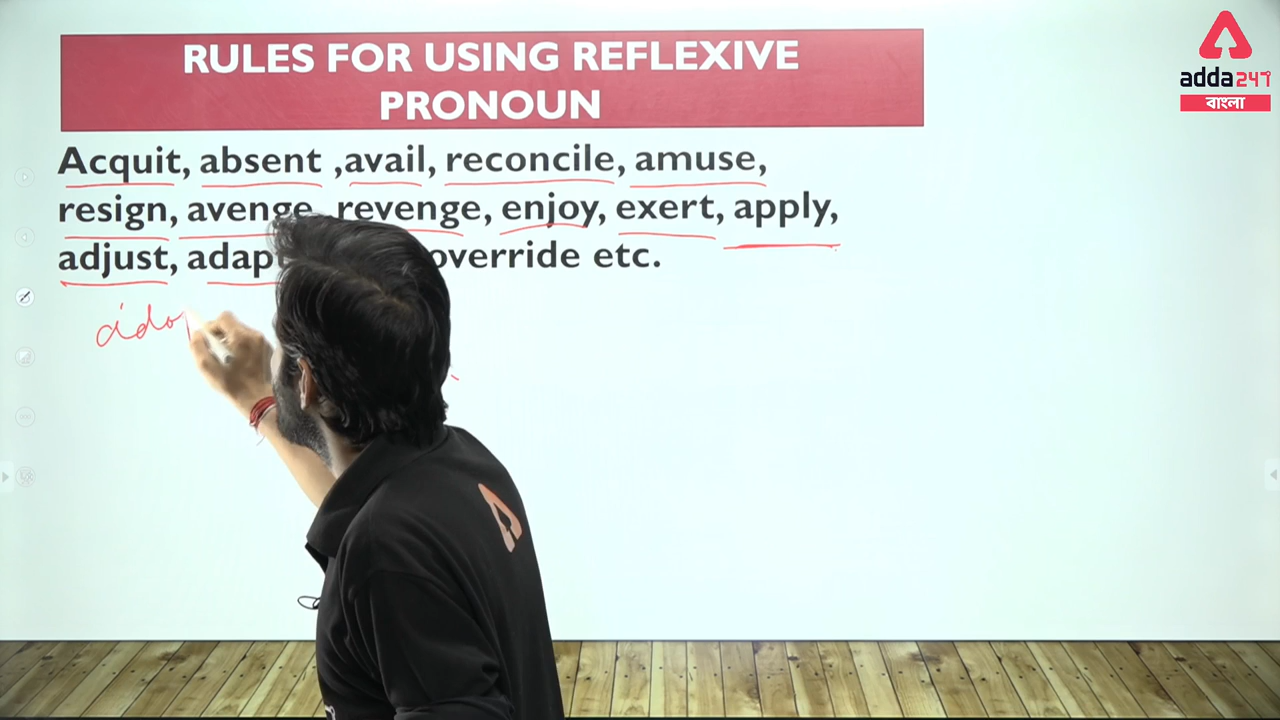 RULES FOR USING REFLEXIVE
PRONOUN
Acquit, absent ,avail, reconcile, amuse,
resign, avenge, revenge, enjoy, exert, apply,
adjust, override etc.
adda247
বাংলা